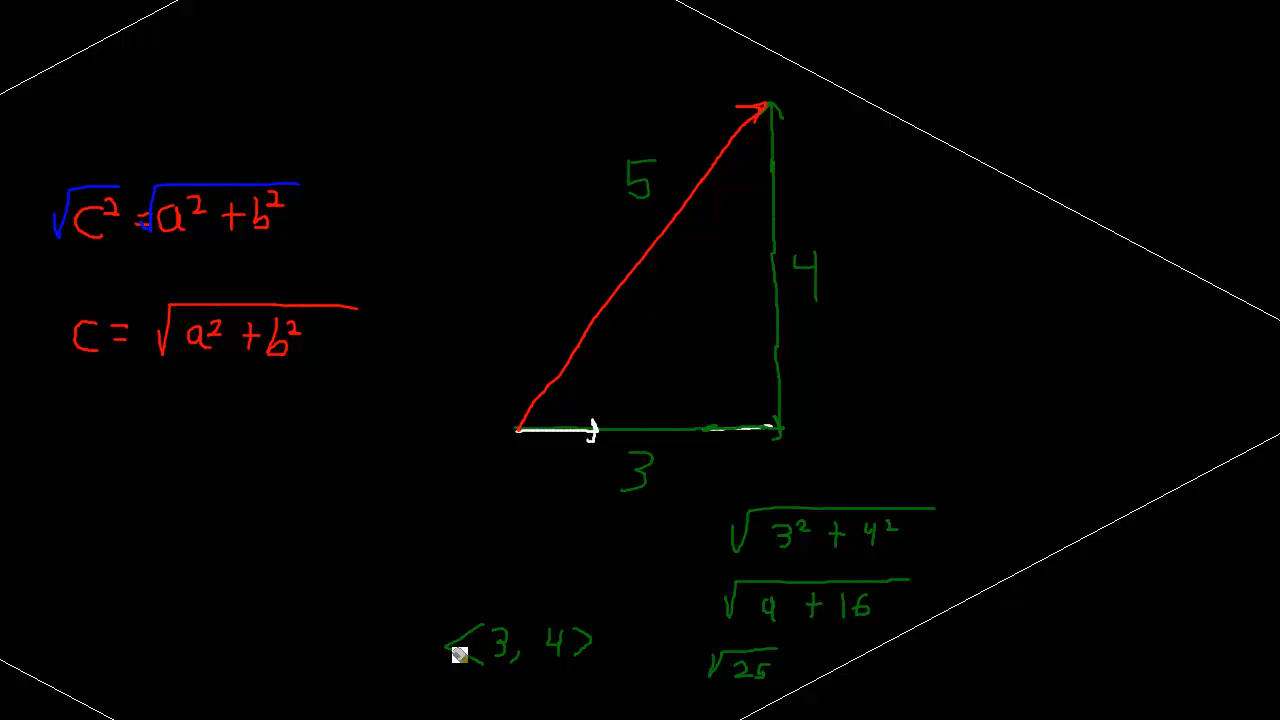 √c² = √a² + b²
c = √a² + b²
5
4
3
√3² + 4²
√9 + 16
√25
<3, 4>